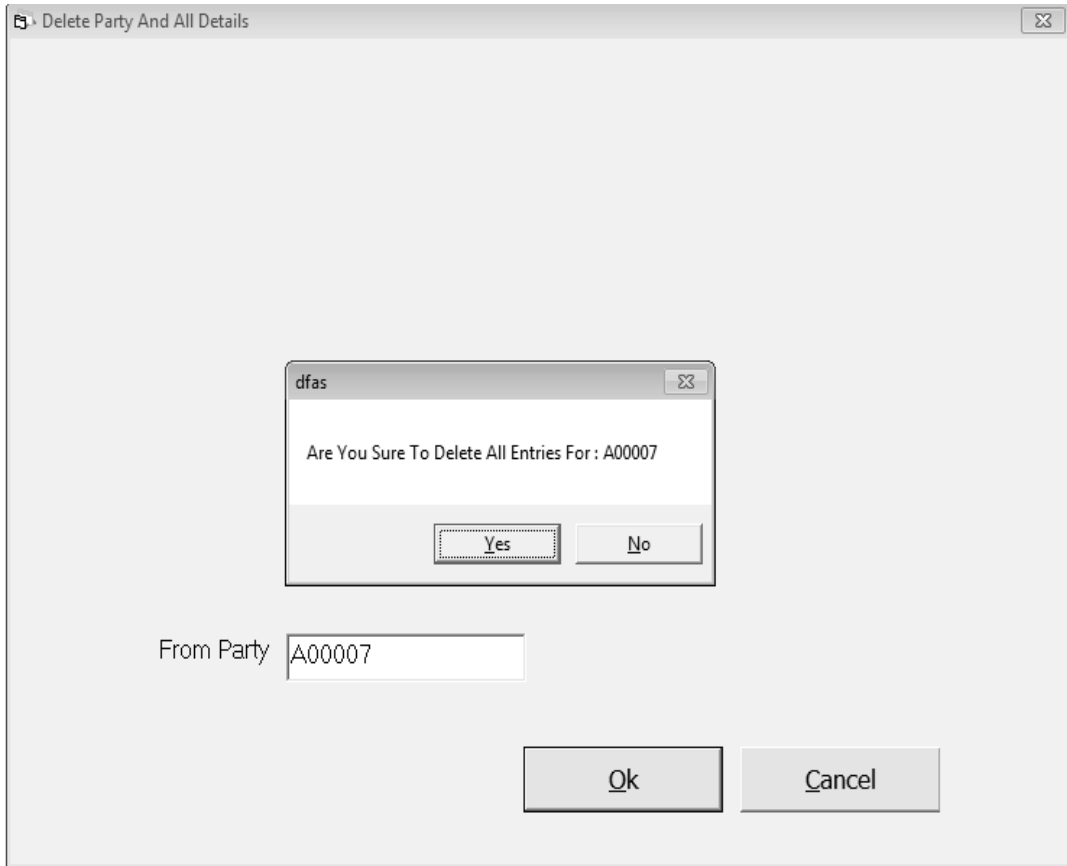 Delete Party And All Details
dfas
Are You Sure To Delete All Entries For : A00007
Yes No
From Party A00007
Ok Cancel